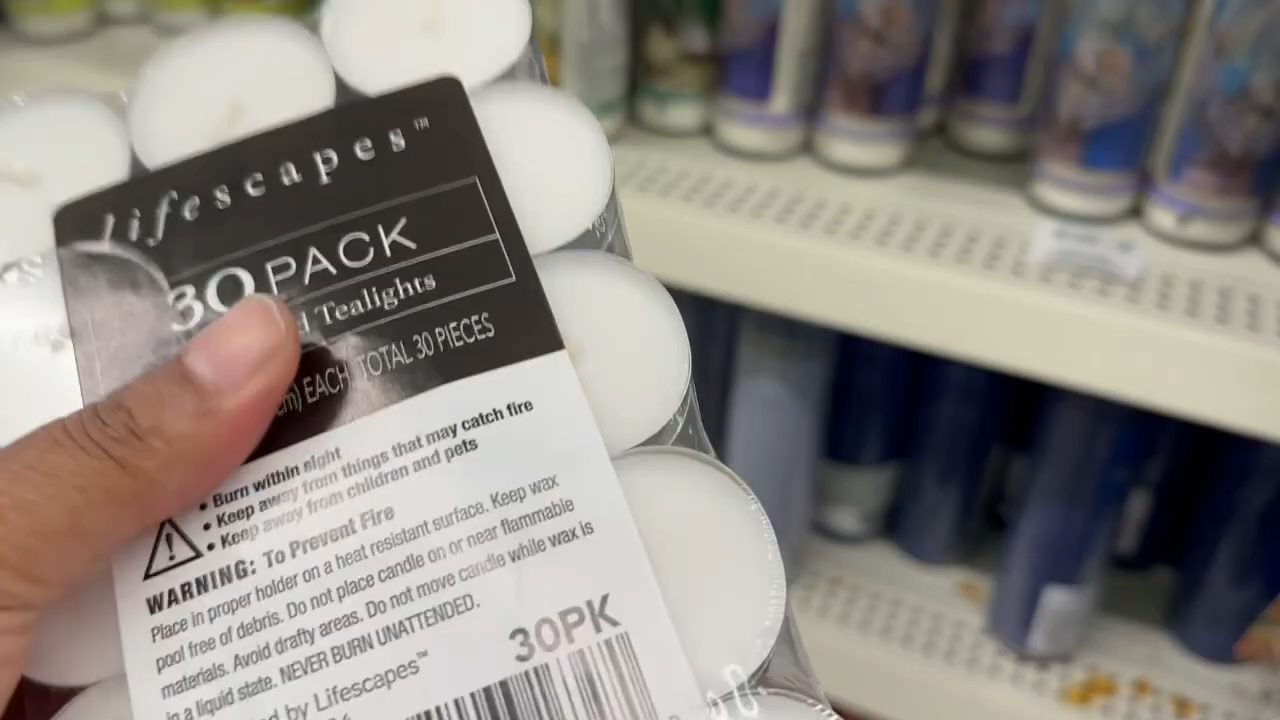 lifescapes™
30 PACK
d Tealights
cm) EACH, TOTAL 30 PIECES
• Burn within sight
• Keep away from things that may catch fire
• Keep away from children and pets
WARNING: To Prevent Fire
Place in proper holder on a heat resistant surface. Keep wax
pool free of debris. Do not place candle on or near flammable
materials. Avoid drafty areas. Do not move candle while wax is
in a liquid state. NEVER BURN UNATTENDED.
ed by Lifescapes™
30PK